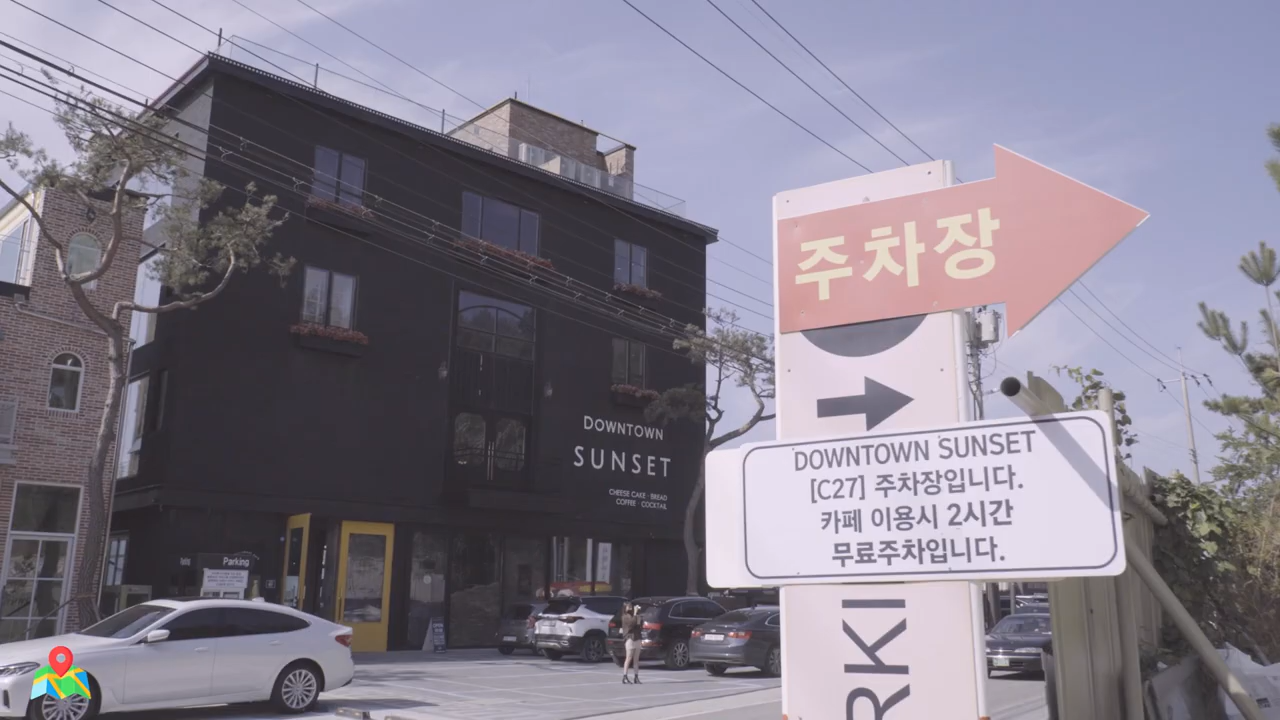 주차장
DOWNTOWN SUNSET
[C27] 주차장입니다.
카페 이용시 2시간
무료주차입니다.
RKI
DOWNTOWN
SUNSET
CHEESE CAKE · BREAD
COFFEE · COCKTAIL
Parking